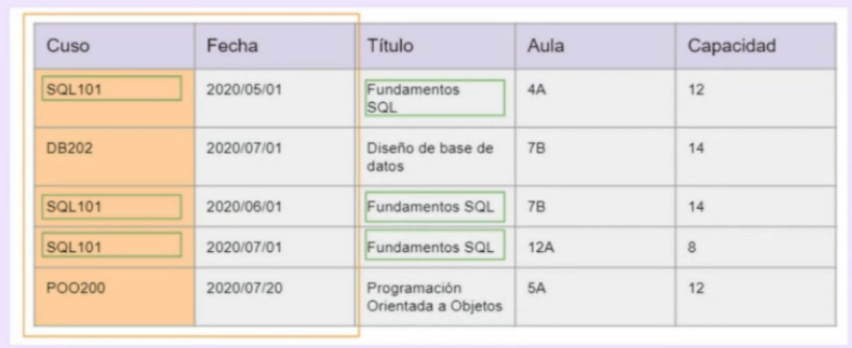 Cuso Fecha Título Aula Capacidad
SQL101 2020/05/01 Fundamentos SQL 4A 12
DB202 2020/07/01 Diseño de base de datos 7B 14
SQL101 2020/06/01 Fundamentos SQL 7B 14
SQL101 2020/07/01 Fundamentos SQL 12A 8
POO200 2020/07/20 Programación Orientada a Objetos 5A 12